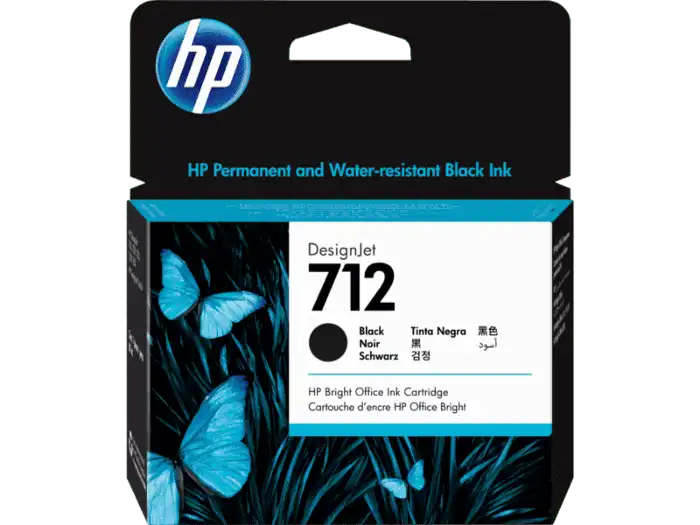 hp
HP Permanent and Water-resistant Black Ink
DesignJet
712
Black Tinta Negra 黑色
Noir 黒 أسود
Schwarz 검정
HP Bright Office Ink Cartridge
Cartouche d'encre HP Office Bright